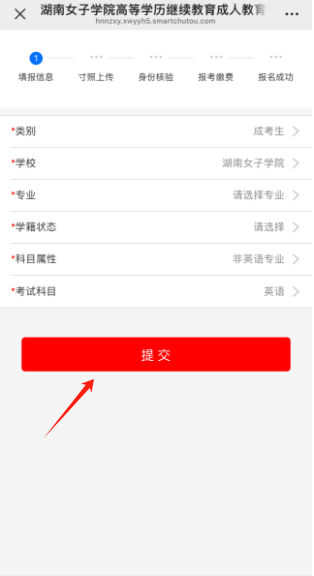 湖南女子学院高等学历继续教育成人教育
hnnzxy.xwyyh5.smartchutou.com
1
填报信息 寸照上传 身份核验 报考缴费 报名成功
*类别 成考生
*学校 湖南女子学院
*专业 请选择专业
*学籍状态 请选择
*科目属性 非英语专业
*考试科目 英语
提交